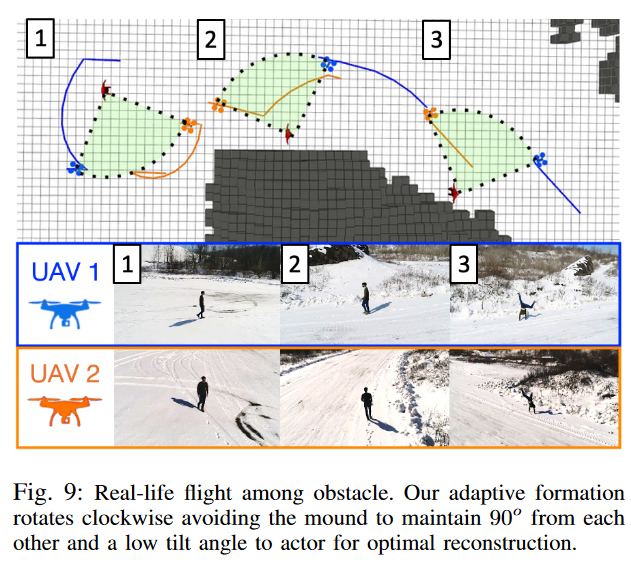 1
2
3
UAV 1
1
2
3
UAV 2
Fig. 9: Real-life flight among obstacle. Our adaptive formation
rotates clockwise avoiding the mound to maintain 90° from each
other and a low tilt angle to actor for optimal reconstruction.